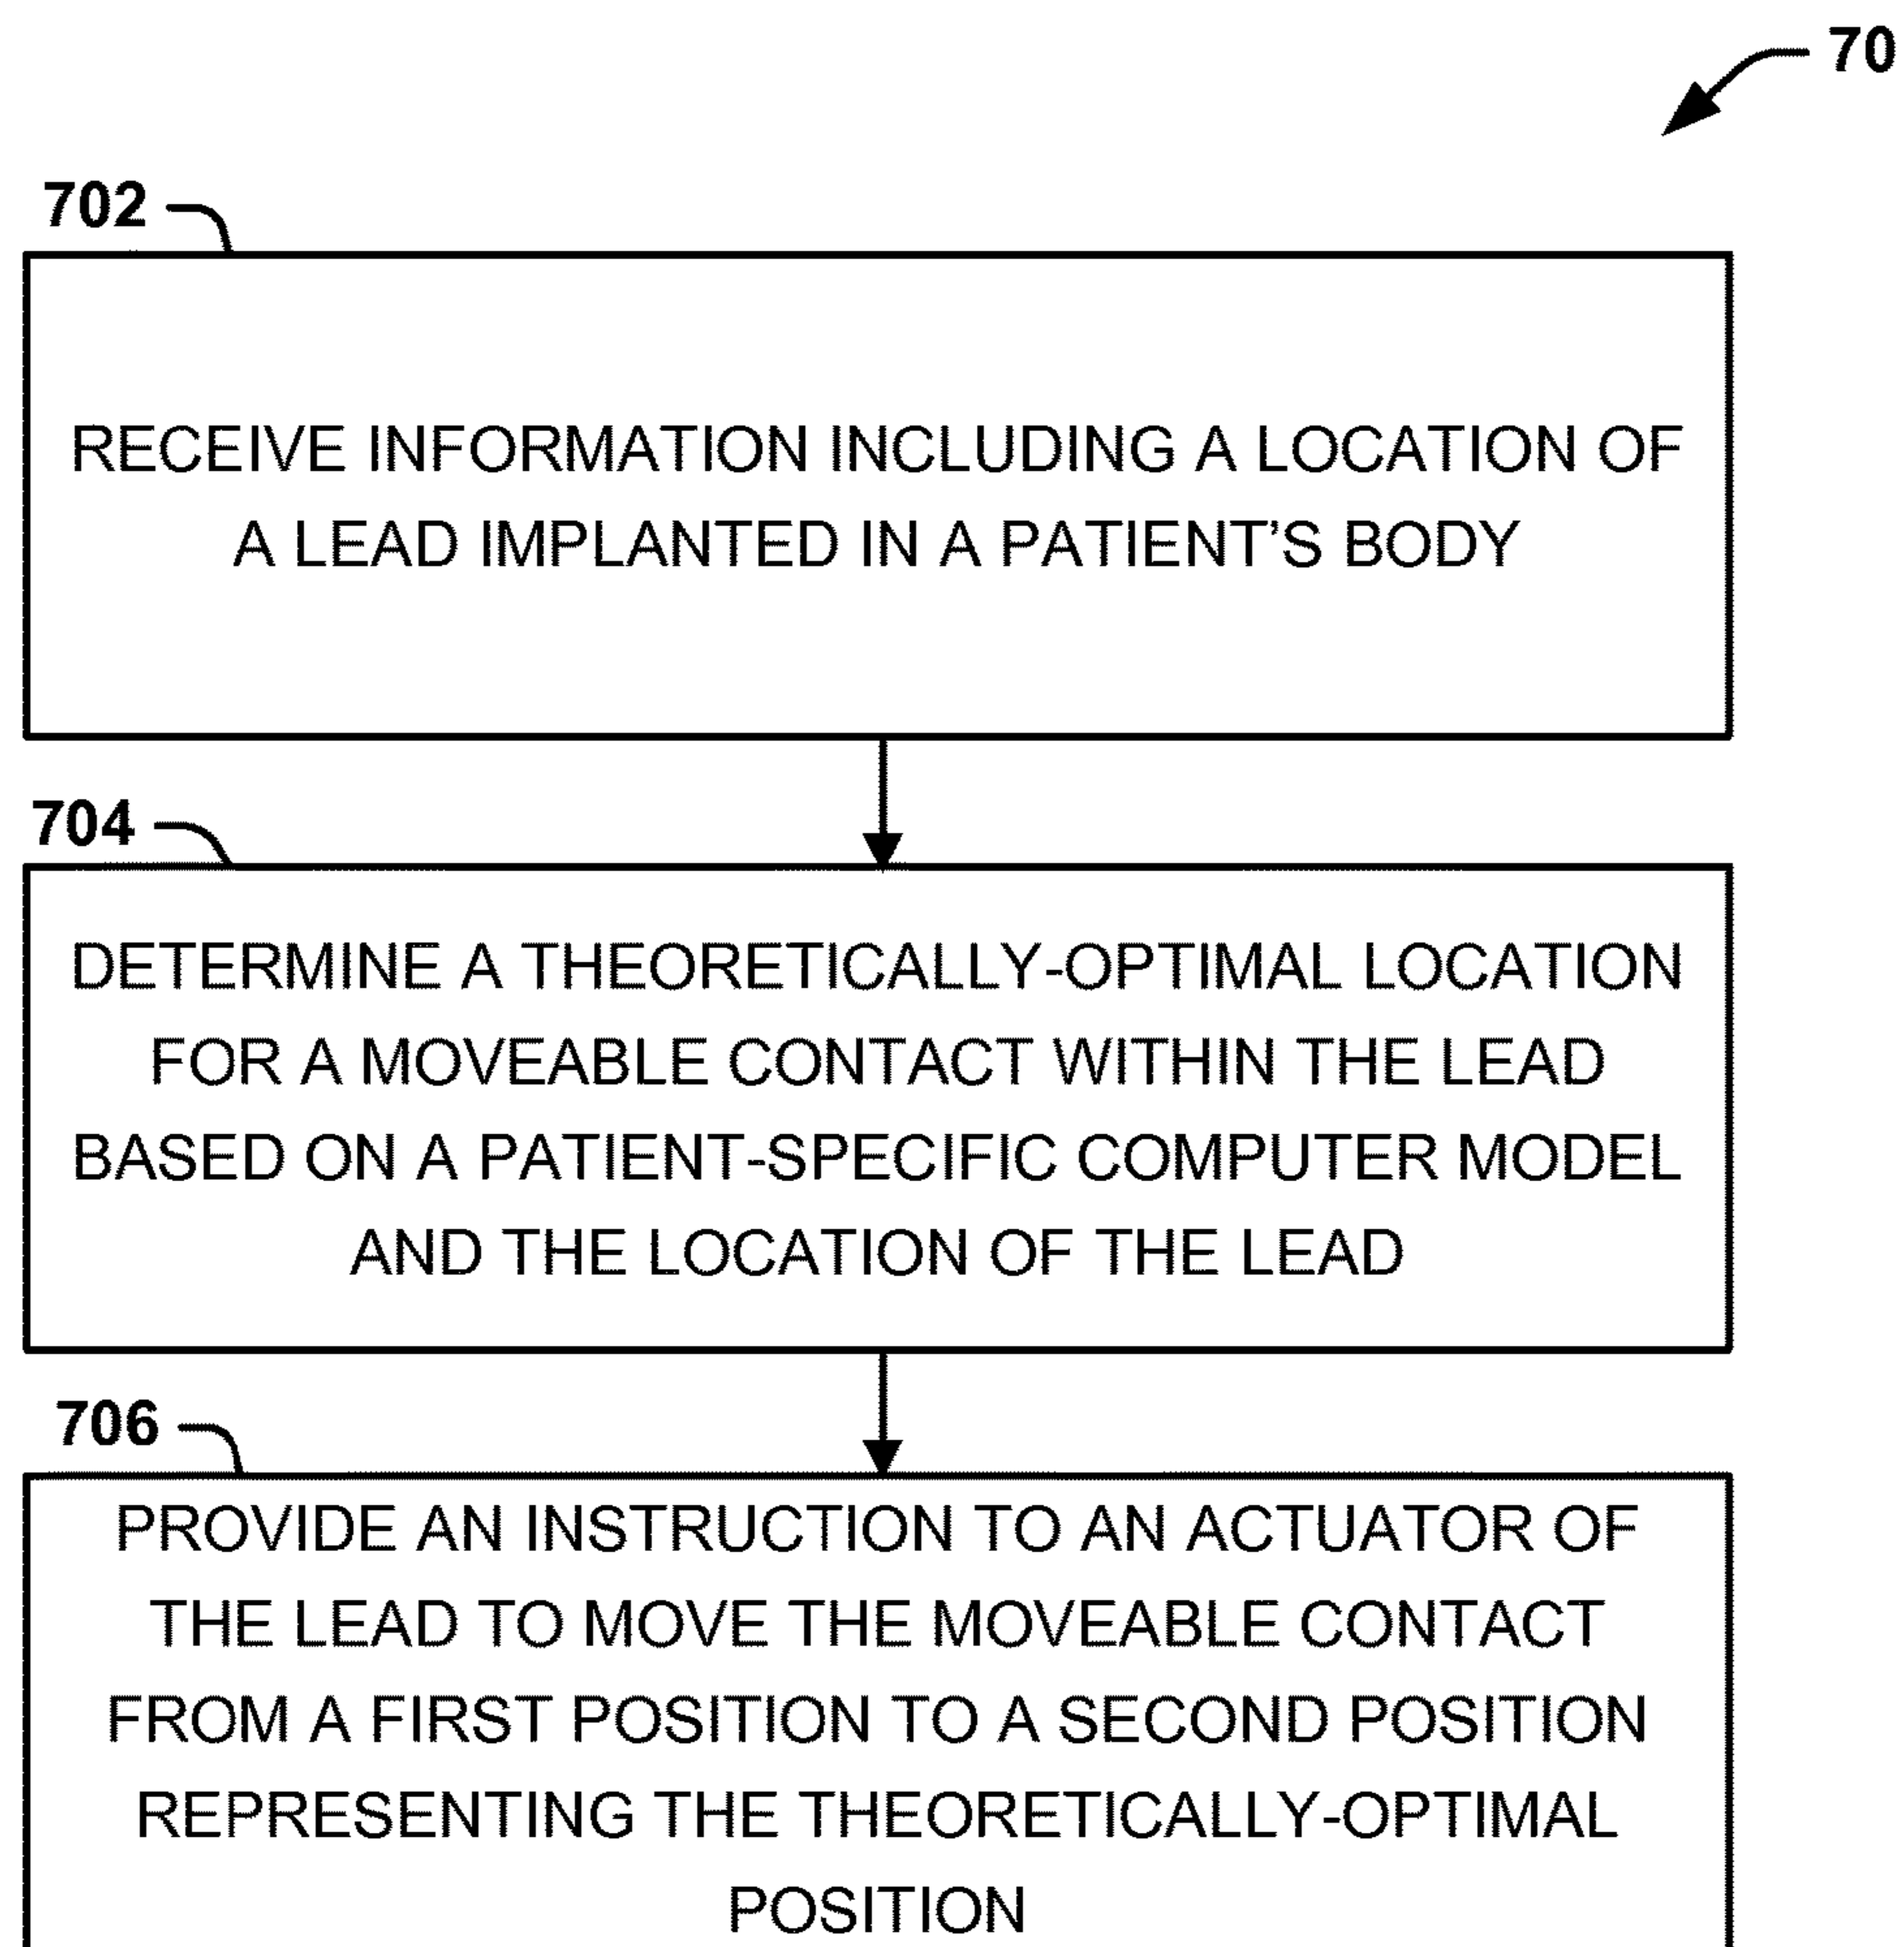 70
702
RECEIVE INFORMATION INCLUDING A LOCATION OF
A LEAD IMPLANTED IN A PATIENT'S BODY
704
DETERMINE A THEORETICALLY-OPTIMAL LOCATION
FOR A MOVEABLE CONTACT WITHIN THE LEAD
BASED ON A PATIENT-SPECIFIC COMPUTER MODEL
AND THE LOCATION OF THE LEAD
706
PROVIDE AN INSTRUCTION TO AN ACTUATOR OF
THE LEAD TO MOVE THE MOVEABLE CONTACT
FROM A FIRST POSITION TO A SECOND POSITION
REPRESENTING THE THEORETICALLY-OPTIMAL
POSITION